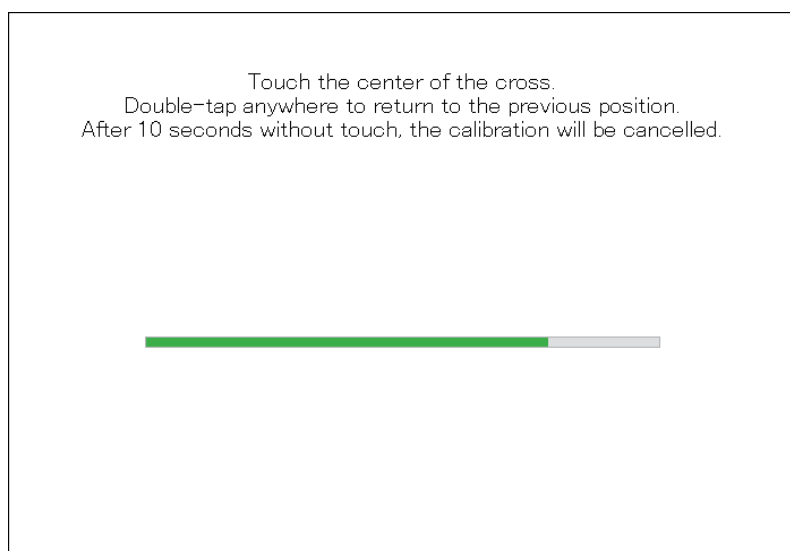 Touch the center of the cross.
Double-tap anywhere to return to the previous position.
After 10 seconds without touch, the calibration will be cancelled.